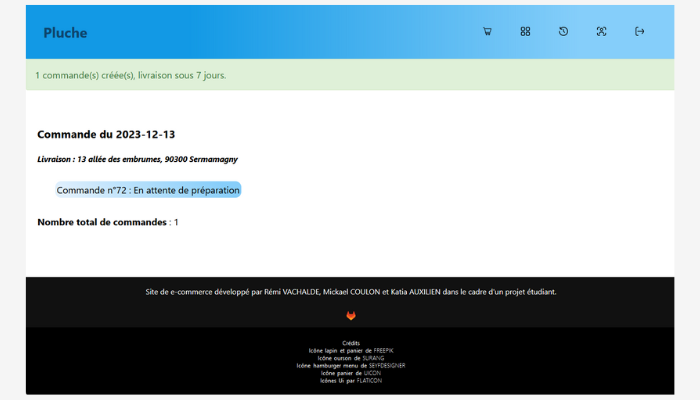 Pluche
1 commande(s) créée(s), livraison sous 7 jours.
Commande du 2023-12-13
Livraison : 13 allée des embrumes, 90300 Sermamagny
Commande n°72 : En attente de préparation
Nombre total de commandes : 1
Site de e-commerce développé par Rémi VACHALDE, Mickael COULON et Katia AUXILIEN dans le cadre d'un projet étudiant.
Crédits
Icône lapin et panier de FREEPIK
Icône ourson de SURANG
Icône hamburger menu de SEYFDESIGNER
Icône panier de UICON
Icônes Ui par FLATICON